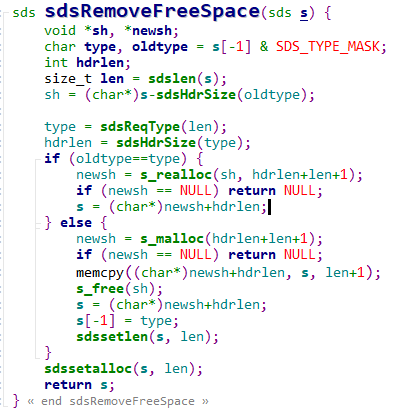 sds sdsRemoveFreeSpace(sds s) {
    void *sh, *newsh;
    char type, oldtype = s[-1] & SDS_TYPE_MASK;
    int hdrlen;
    size_t len = sdslen(s);
    sh = (char*)s-sdsHdrSize(oldtype);

    type = sdsReqType(len);
    hdrlen = sdsHdrSize(type);
    if (oldtype==type) {
        newsh = s_realloc(sh, hdrlen+len+1);
        if (newsh == NULL) return NULL;
        s = (char*)newsh+hdrlen;
    } else {
        newsh = s_malloc(hdrlen+len+1);
        if (newsh == NULL) return NULL;
        memcpy((char*)newsh+hdrlen, s, len+1);
        s_free(sh);
        s = (char*)newsh+hdrlen;
        s[-1] = type;
        sdssetlen(s, len);
    }
    sdssetalloc(s, len);
    return s;
} « end sdsRemoveFreeSpace »